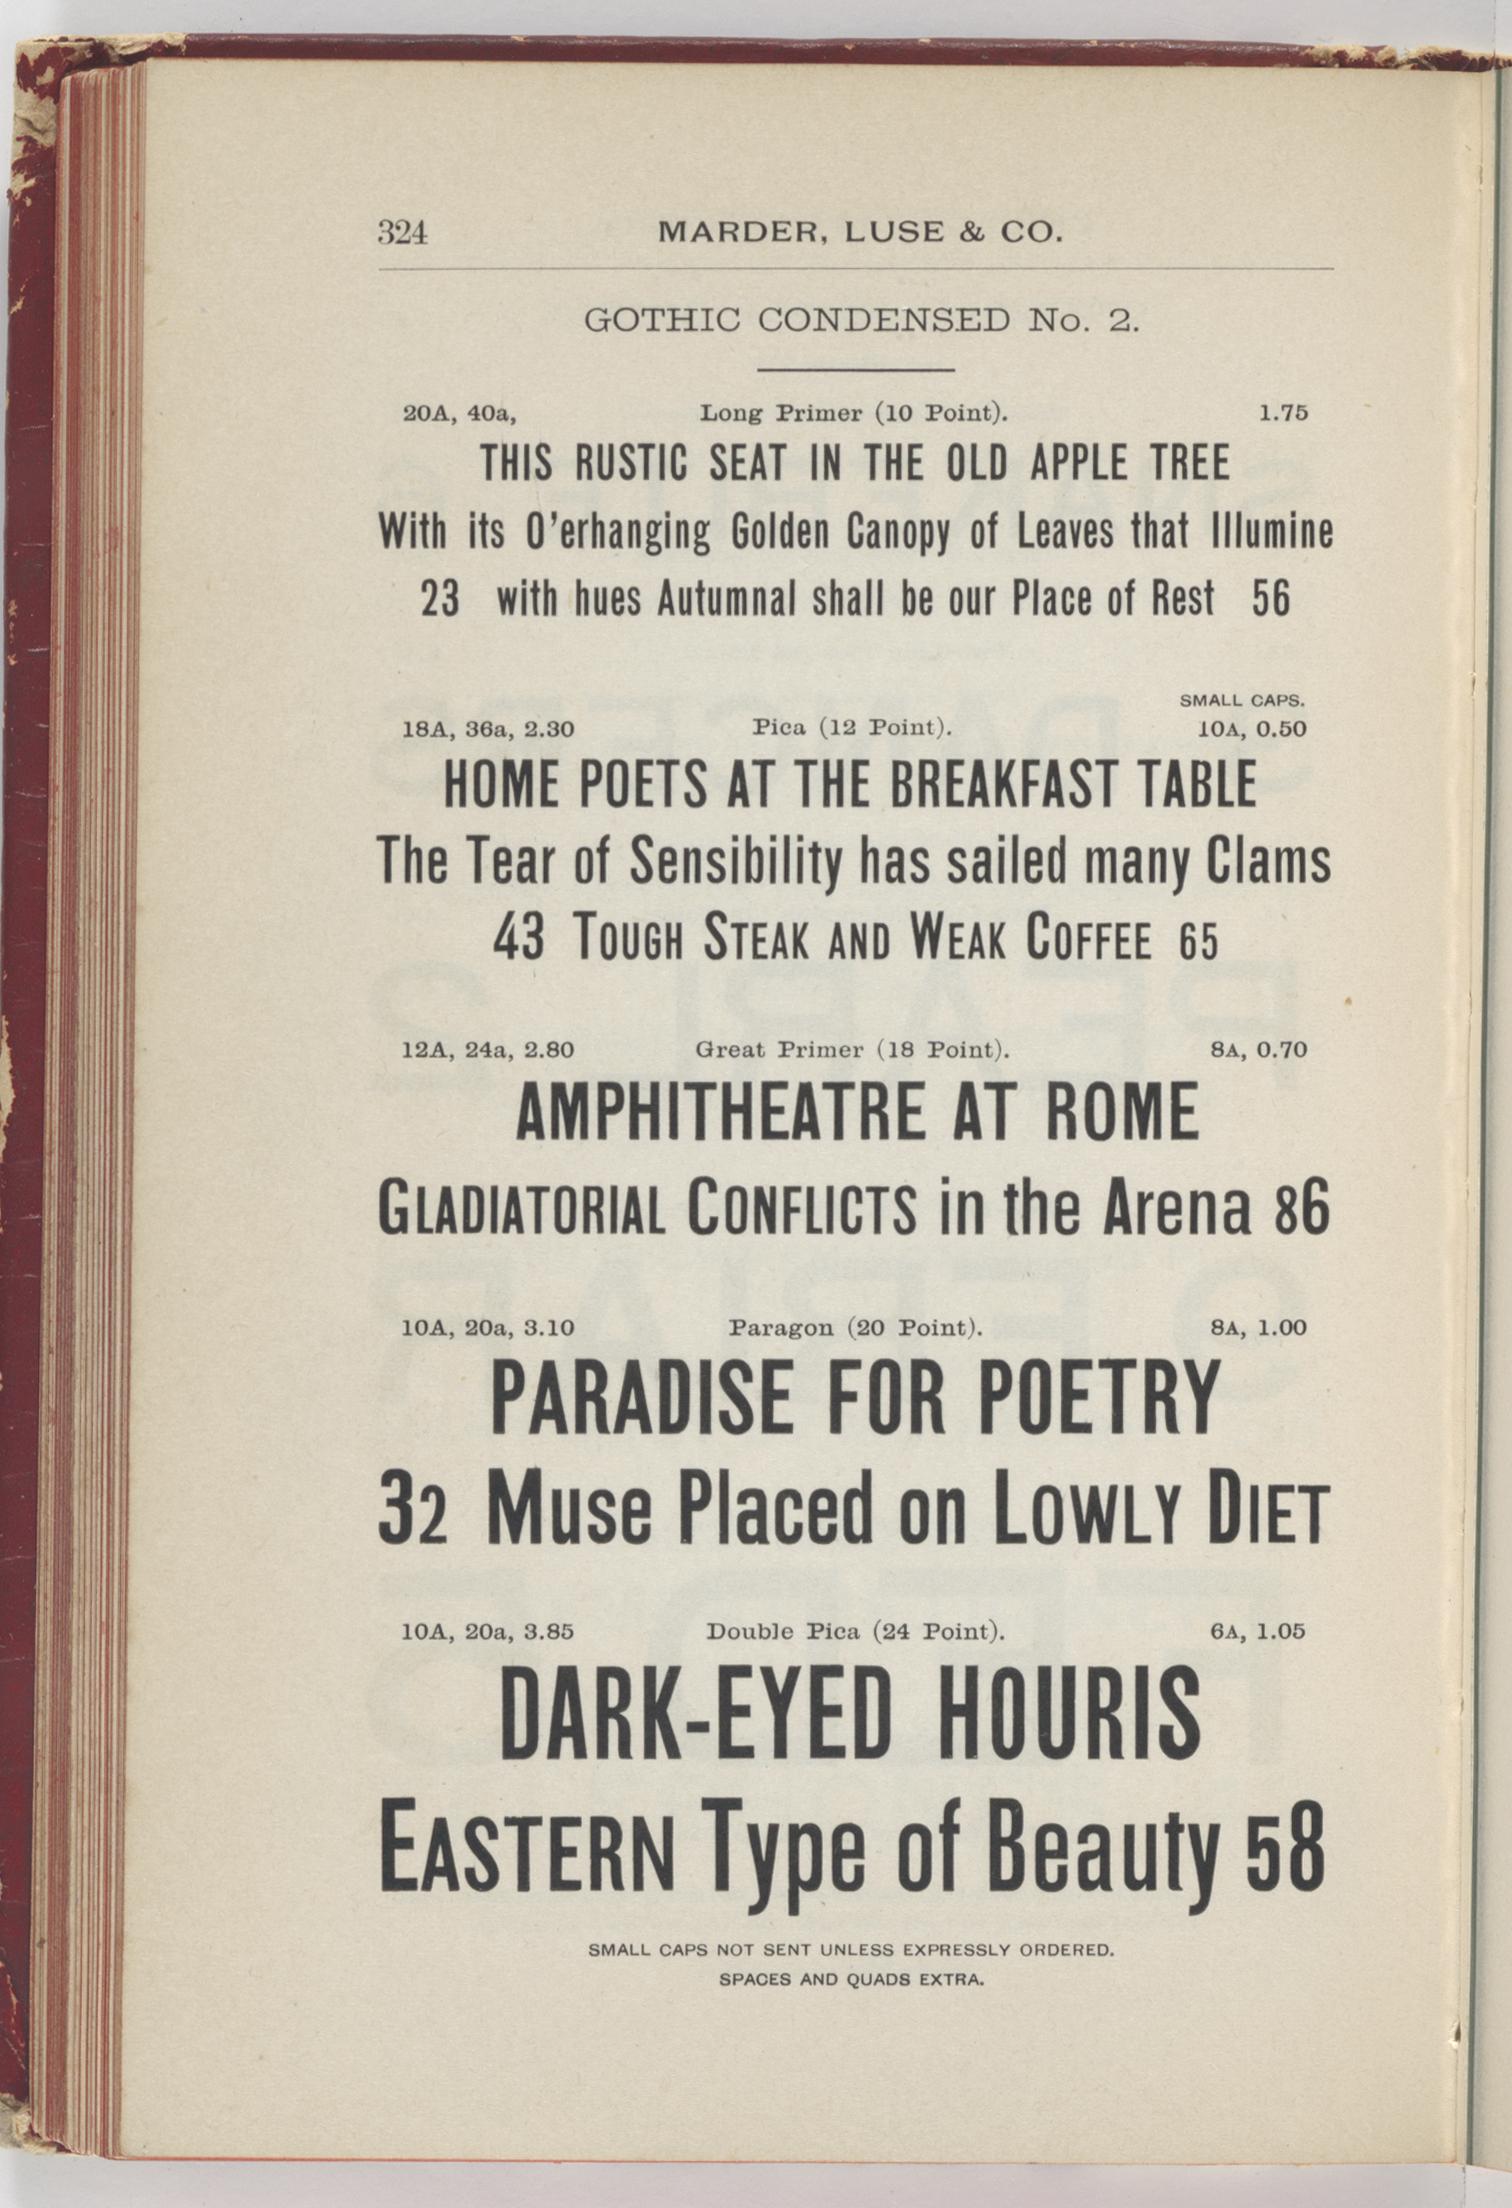 324 MARDER, LUSE & CO.
GOTHIC CONDENSED No. 2.
20A, 40a, Long Primer (10 Point). 1.75
THIS RUSTIC SEAT IN THE OLD APPLE TREE
With its O'erhanging Golden Canopy of Leaves that Illumine
23 with hues Autumnal shall be our Place of Rest 56
SMALL CAPS.
18A, 36a, 2.30 Pica (12 Point). 10A, 0.50
HOME POETS AT THE BREAKFAST TABLE
The Tear of Sensibility has sailed many Clams
43 TOUGH STEAK AND WEAK COFFEE 65
12A, 24a, 2.80 Great Primer (18 Point). 8A, 0.70
AMPHITHEATRE AT ROME
GLADIATORIAL CONFLICTS in the Arena 86
10A, 20a, 3.10 Paragon (20 Point). 8A, 1.00
PARADISE FOR POETRY
32 Muse Placed on LOWLY DIET
10A, 20a, 3.85 Double Pica (24 Point). 6A, 1.05
DARK-EYED HOURIS
EASTERN Type of Beauty 58
SMALL CAPS NOT SENT UNLESS EXPRESSLY ORDERED.
SPACES AND QUADS EXTRA.